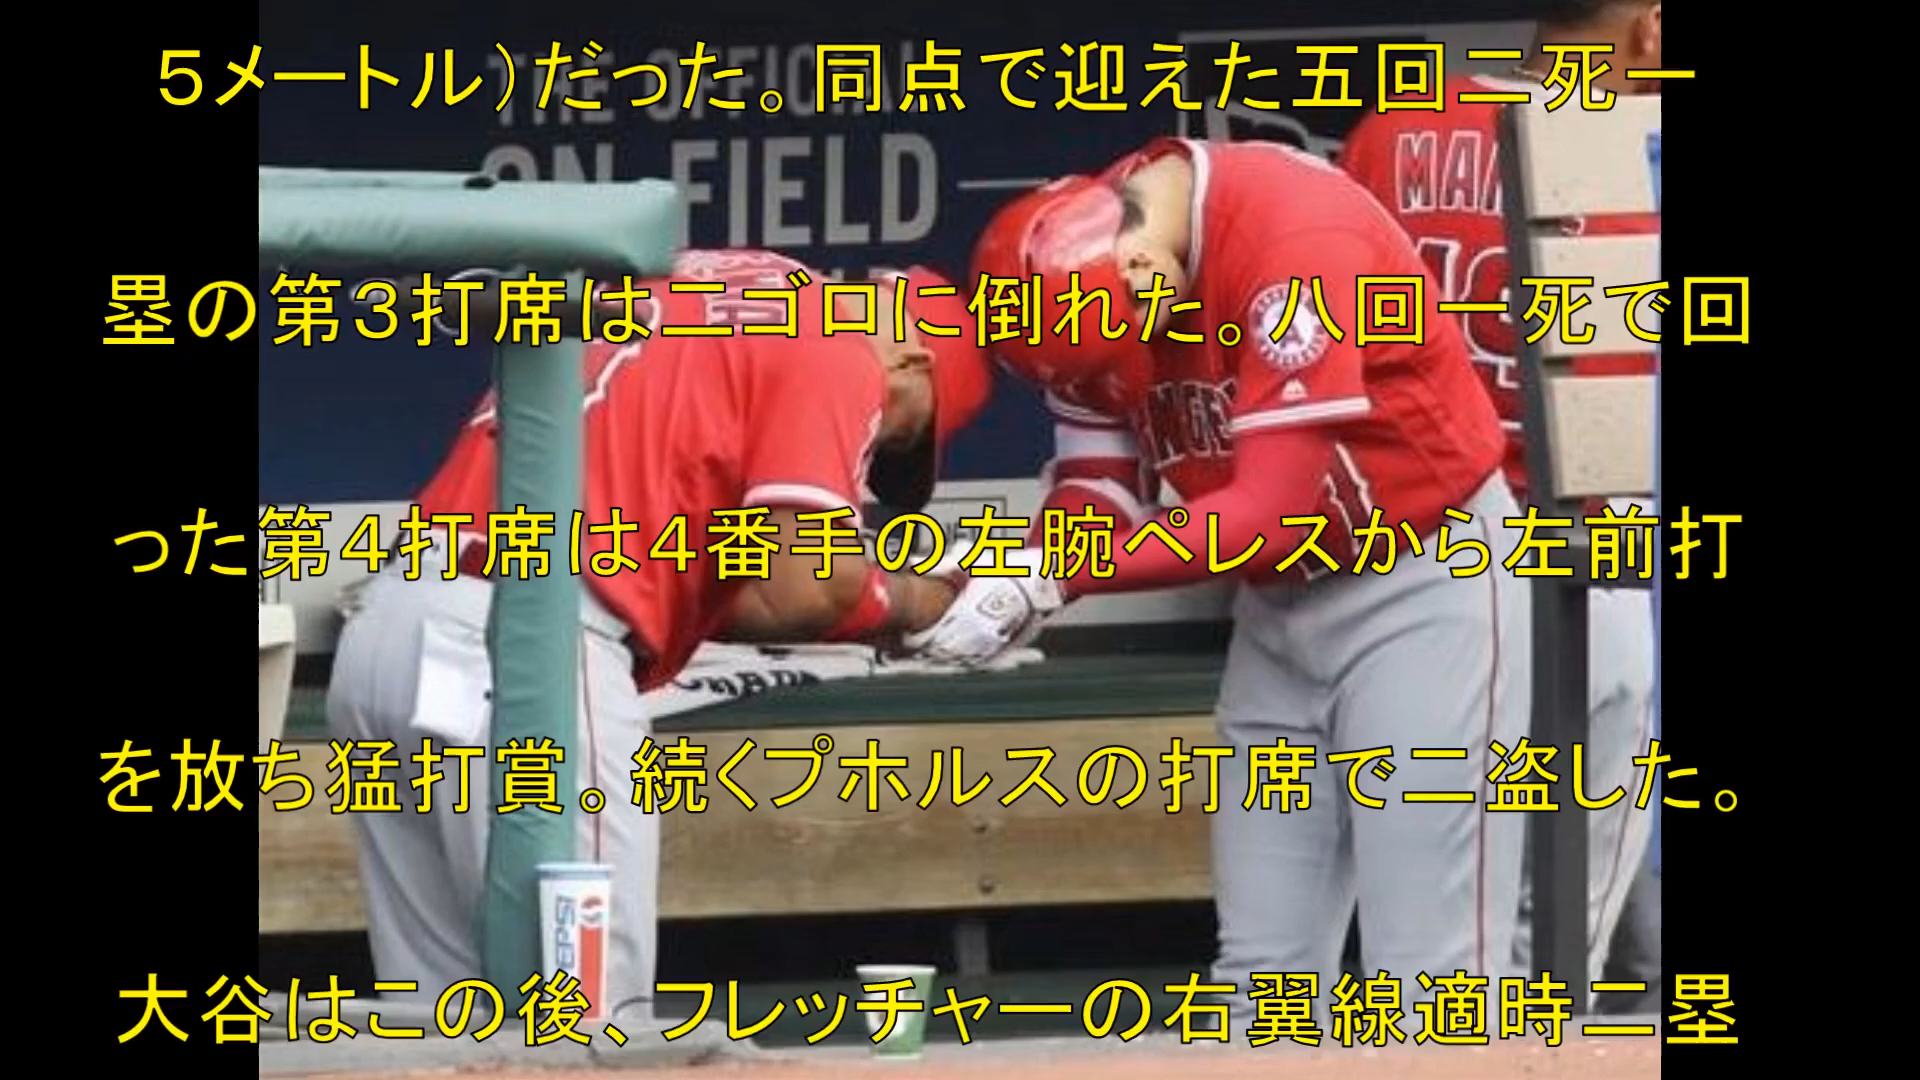 5メートル）だった。同点で迎えた五回二死一
塁の第3打席は二ゴロに倒れた。八回一死で回
った第4打席は4番手の左腕ペレスから左前打
を放ち猛打賞。続くプホルスの打席で二盗した。
大谷はこの後、フレッチャーの右翼線適時二塁
THE OFFICIAL
ON-FIELD
PEPSI